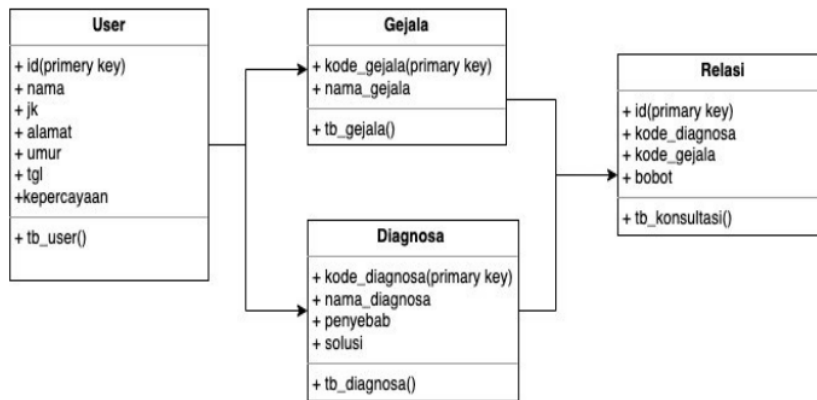 User
+ id(primery key)
+ nama
+ jk
+ alamat
+ umur
+ tgl
+kepercayaan
+ tb_user()
Gejala
+ kode_gejala(primary key)
+ nama_gejala
+ tb_gejala()
Diagnosa
+ kode_diagnosa(primary key)
+ nama_diagnosa
+ penyebab
+ solusi
+ tb_diagnosa()
Relasi
+ id(primary key)
+ kode_diagnosa
+ kode_gejala
+ bobot
+ tb_konsultasi()